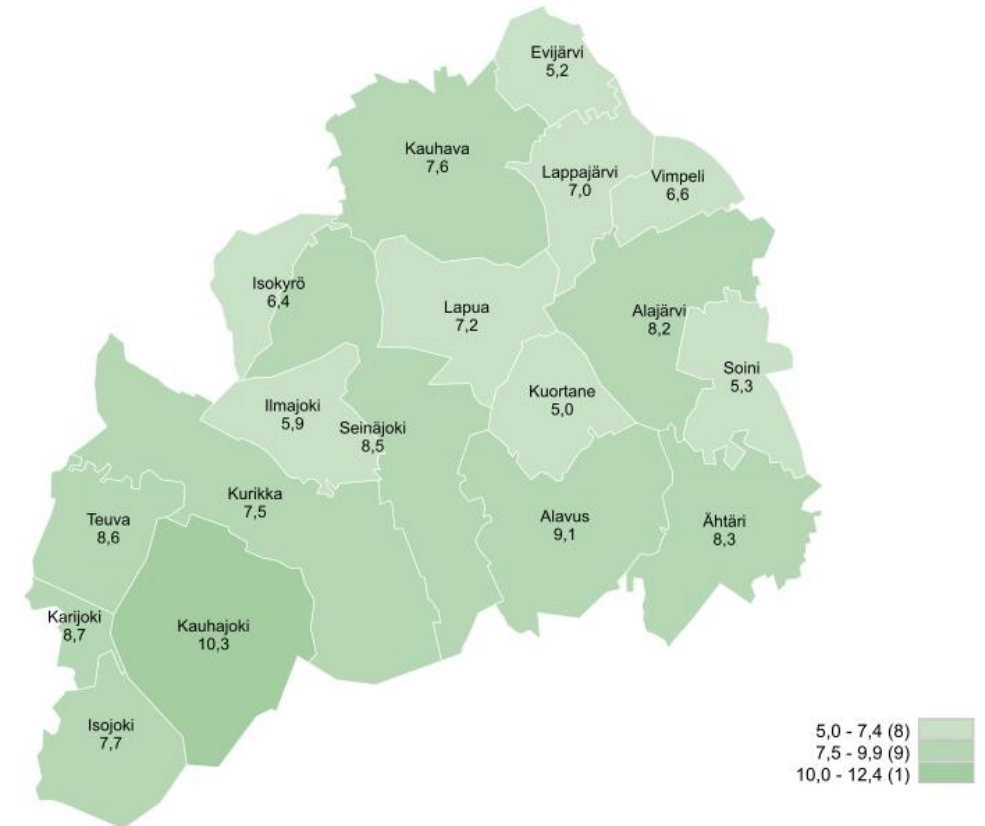 Evijärvi
5,2
Kauhava
7,6
Lappajärvi
7,0
Vimpeli
6,6
Isokyrö
6,4
Lapua
7,2
Alajärvi
8,2
Soini
5,3
Kuortane
5,0
Ilmajoki
5,9
Seinäjoki
8,5
Kurikka
7,5
Teuva
8,6
Alavus
9,1
Ähtäri
8,3
Karijoki
8,7
Kauhajoki
10,3
Isojoki
7,7
5,0 - 7,4 (8)
7,5 - 9,9 (9)
10,0 - 12,4 (1)